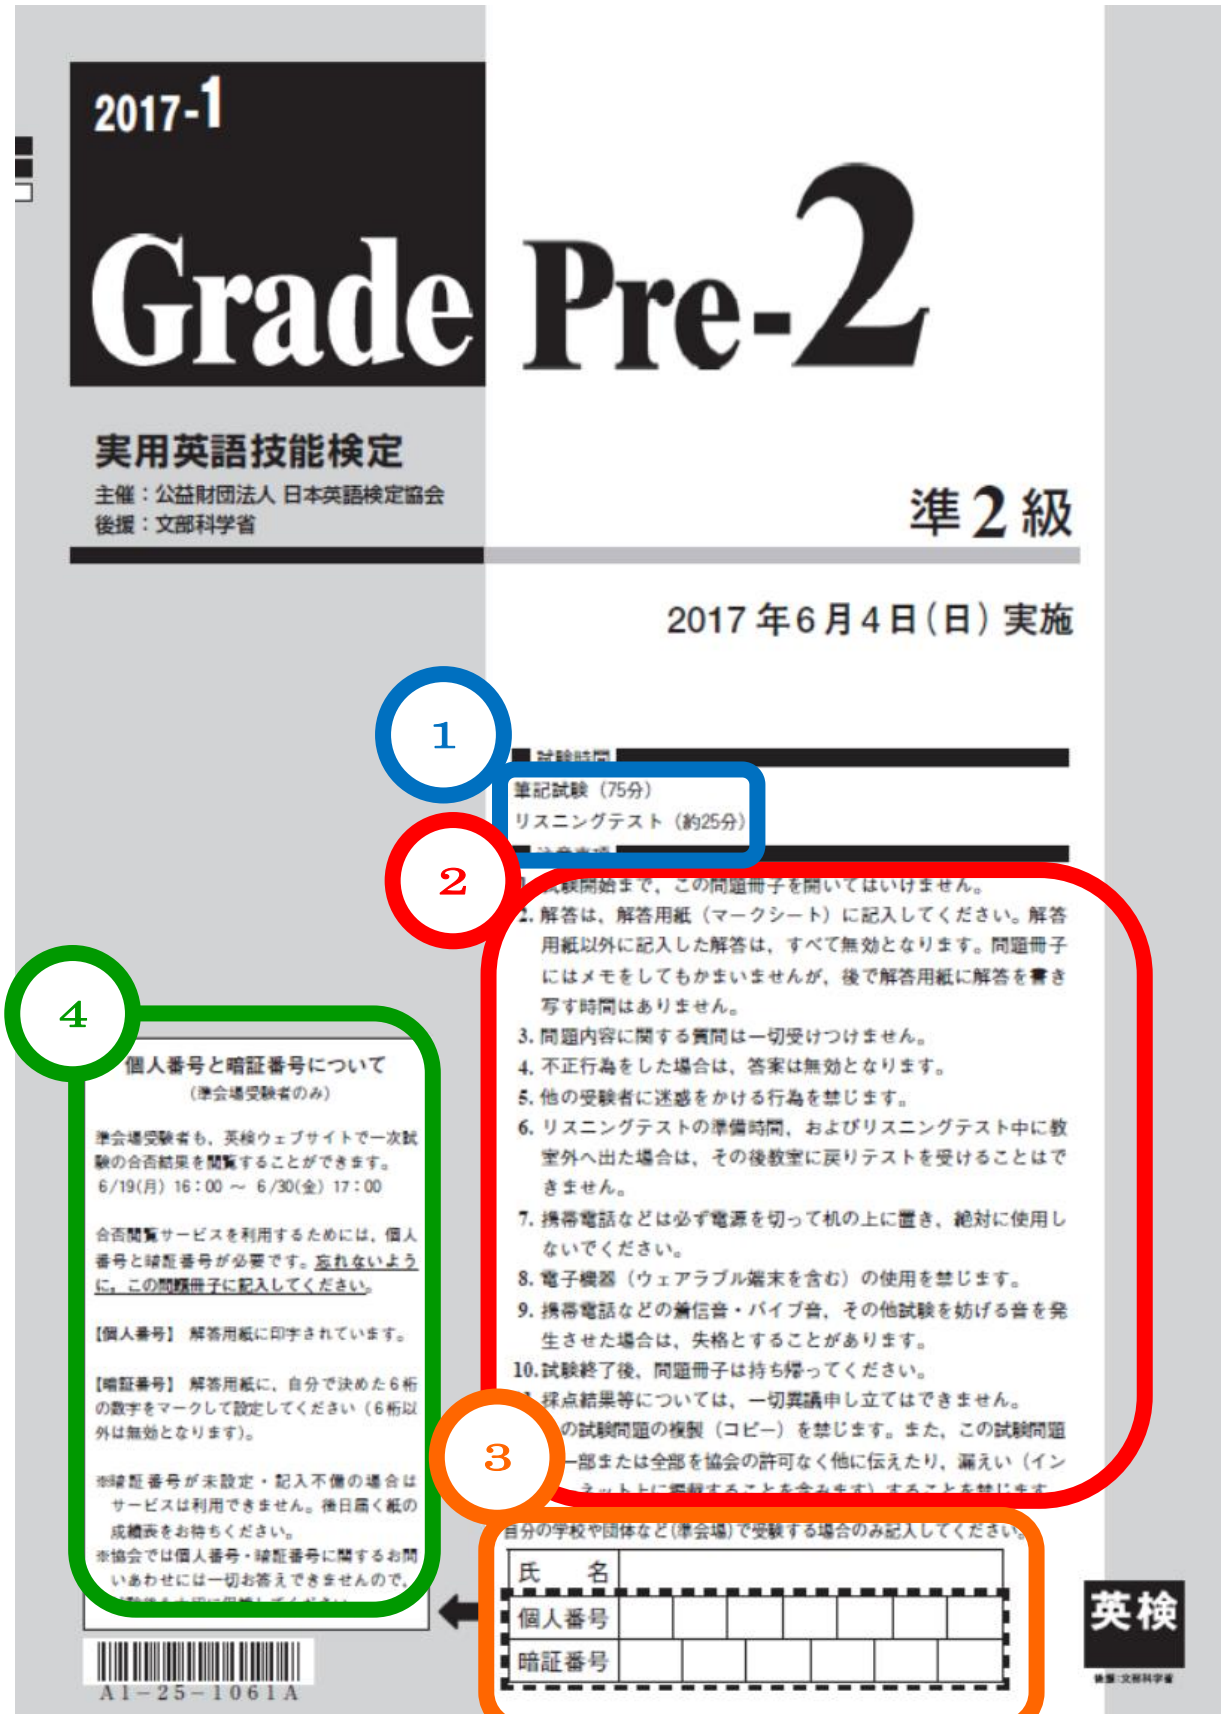 2017-1
Grade Pre-2
実用英語技能検定
主催：公益財団法人 日本英語検定協会
後援：文部科学省
準2級
2017年6月4日(日) 実施
1
試験時間
筆記試験（75分）
リスニングテスト（約25分）
注意事項
2
試験開始まで、この問題冊子を開いてはいけません。
2. 解答は、解答用紙（マークシート）に記入してください。解答
用紙以外に記入した解答は、すべて無効となります。問題冊子
にはメモをしてもかまいませんが、後で解答用紙に解答を書き
写す時間はありません。
3. 問題内容に関する質問は一切受けつけません。
4. 不正行為をした場合は、答案は無効となります。
5. 他の受験者に迷惑をかける行為を禁じます。
6. リスニングテストの準備時間、およびリスニングテスト中に教
室外へ出た場合は、その後教室に戻りテストを受けることはで
きません。
7. 携帯電話などは必ず電源を切って机の上に置き、絶対に使用し
ないでください。
8. 電子機器（ウェアラブル端末を含む）の使用を禁じます。
9. 携帯電話などの着信音・バイブ音、その他試験を妨げる音を発
生させた場合は、失格とすることがあります。
10. 試験終了後、問題冊子は持ち帰ってください。
採点結果等については、一切異議申し立てはできません。
の試験問題の複製（コピー）を禁じます。また、この試験問題
一部または全部を協会の許可なく他に伝えたり、漏えい（イン
ネット上に掲載することを含みます）することを禁じます
3
自分の学校や団体など(準会場)で受験する場合のみ記入してください。
氏 名
個人番号
暗証番号
4
個人番号と暗証番号について
（準会場受験者のみ）
準会場受験者も、英検ウェブサイトで一次試
験の合否結果を閲覧することができます。
6/19(月) 16：00 ～ 6/30(金) 17：00
合否閲覧サービスを利用するためには、個人
番号と暗証番号が必要です。忘れないよう
に、この問題冊子に記入してください。
【個人番号】 解答用紙に印字されています。
【暗証番号】 解答用紙に、自分で決めた6桁
の数字をマークして設定してください（6桁以
外は無効となります）。
※暗証番号が未設定・記入不備の場合は
サービスは利用できません。後日届く紙の
成績表をお待ちください。
※協会では個人番号・暗証番号に関するお問
いあわせには一切お答えできませんので、
A1-25-1061A
英検
後援:文部科学省